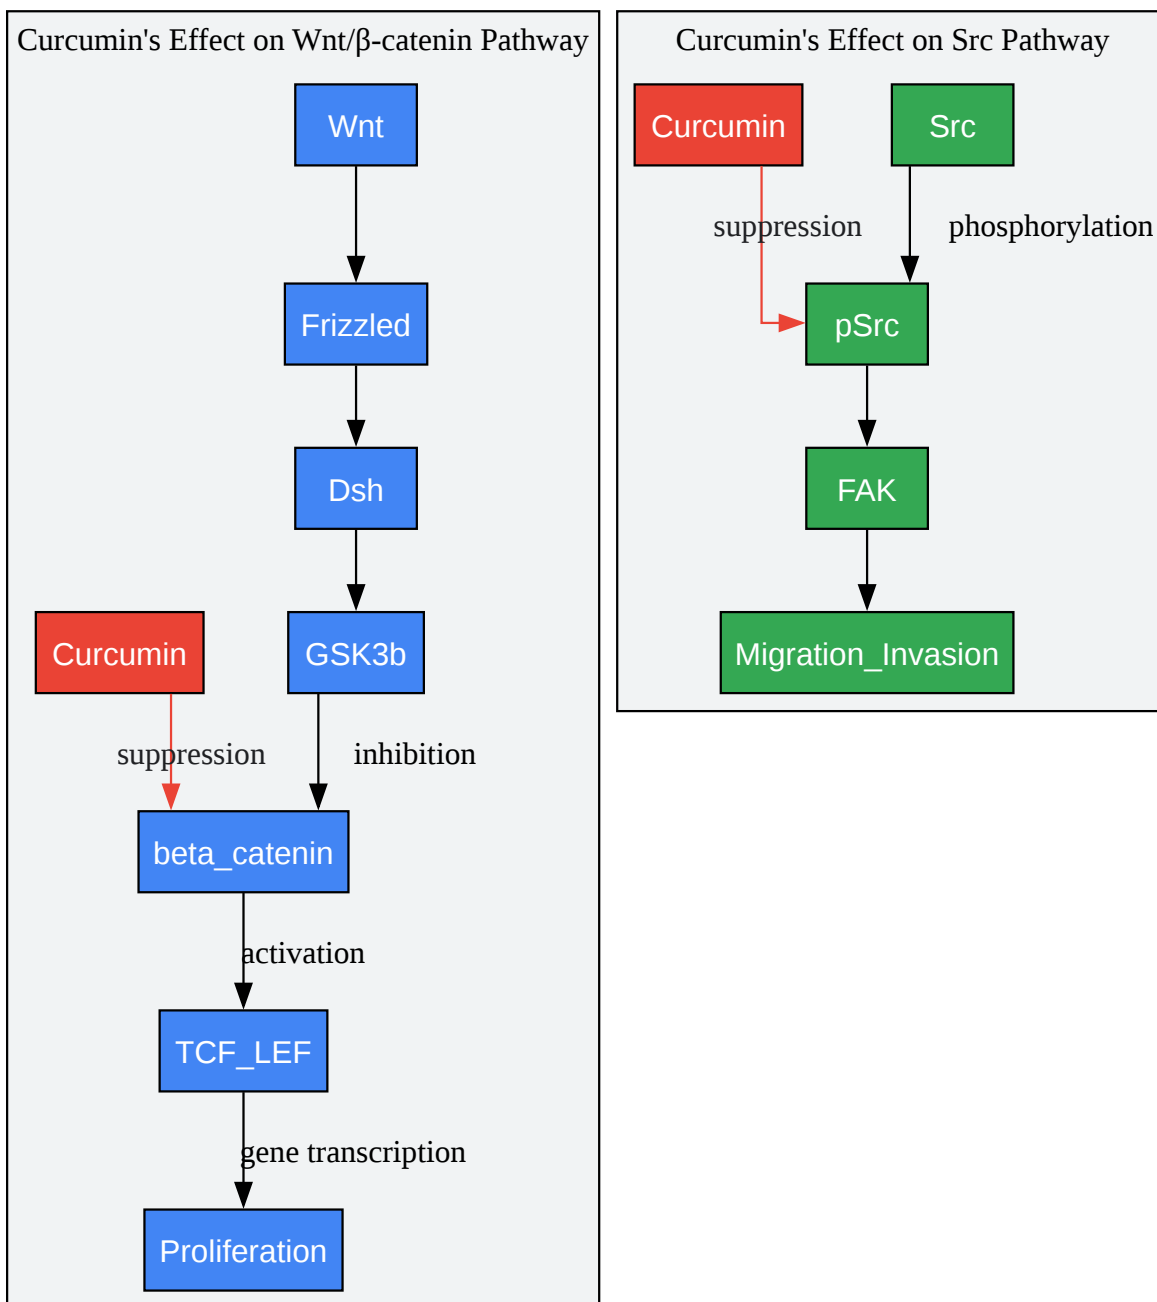 Curcumin's Effect on Wnt/β-catenin Pathway
Wnt
Frizzled
Dsh
Curcumin
GSK3b
suppression
inhibition
beta_catenin
activation
TCF_LEF
gene transcription
Proliferation
Curcumin's Effect on Src Pathway
Curcumin
Src
suppression
phosphorylation
pSrc
FAK
Migration_Invasion